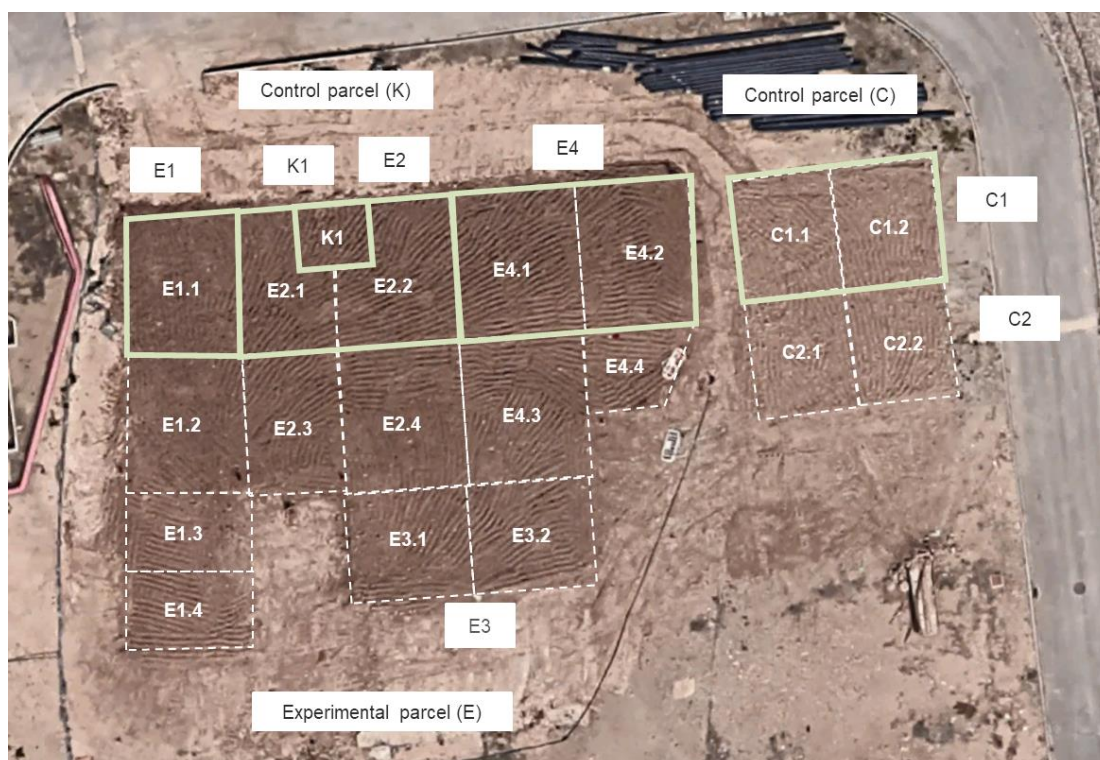 Control parcel (K)
Control parcel (C)
E1
K1
E2
E4
C1
C2
K1
E1.1
E2.1
E2.2
E4.1
E4.2
C1.1
C1.2
E1.2
E2.3
E2.4
E4.3
E4.4
C2.1
C2.2
E1.3
E3.1
E3.2
E1.4
E3
Experimental parcel (E)